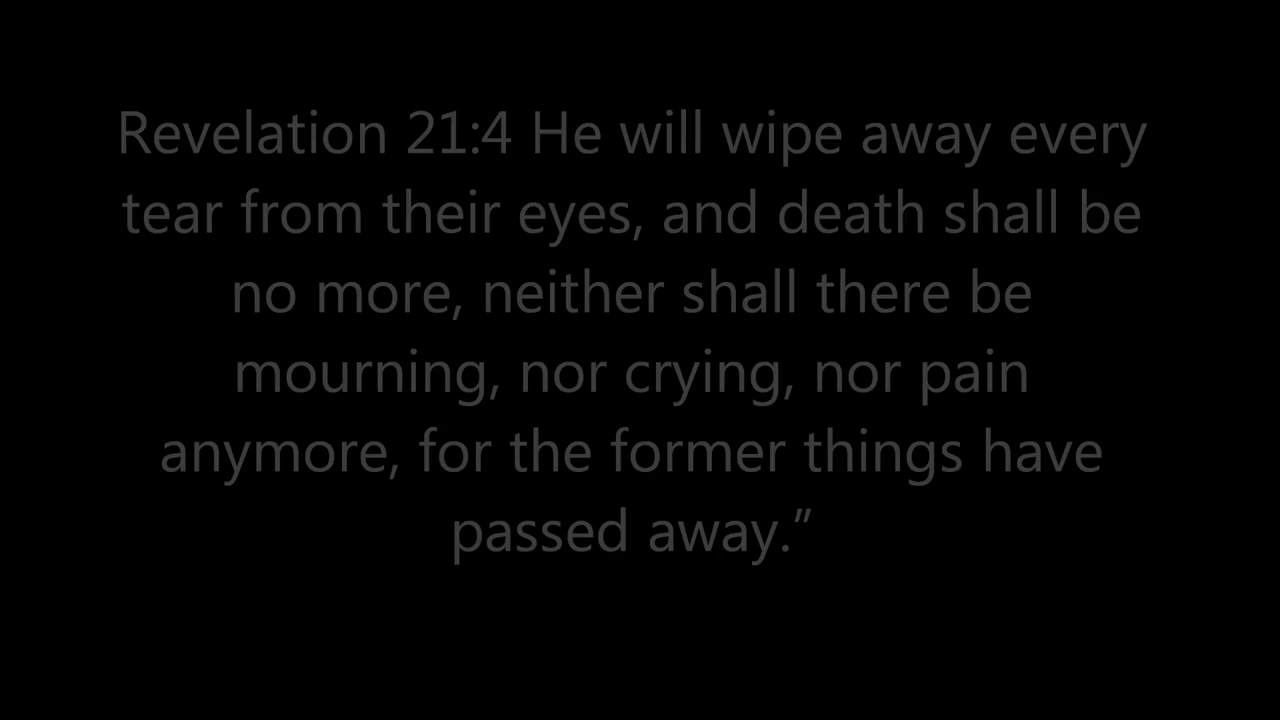 Revelation 21:4 He will wipe away every
tear from their eyes, and death shall be
no more, neither shall there be
mourning, nor crying, nor pain
anymore, for the former things have
passed away.”